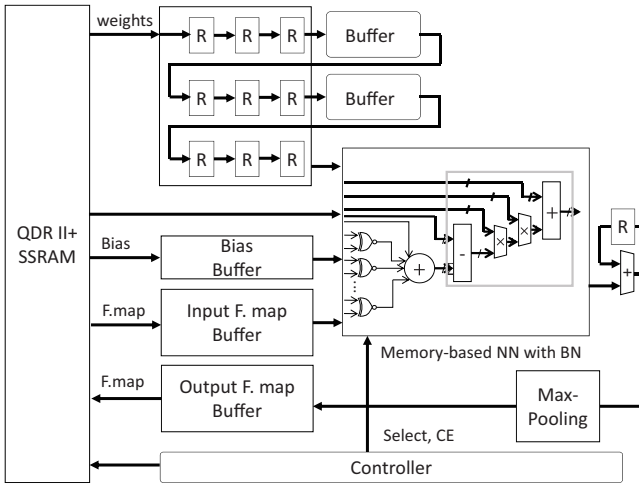 weights
R R R
Buffer
R R R
Buffer
R R R
QDR II+
SSRAM
Bias
Bias
Buffer
F.map
Input F. map
Buffer
F.map
Output F. map
Buffer
+
-
×
×
+
R
+
Memory-based NN with BN
Max-
Pooling
Select, CE
Controller